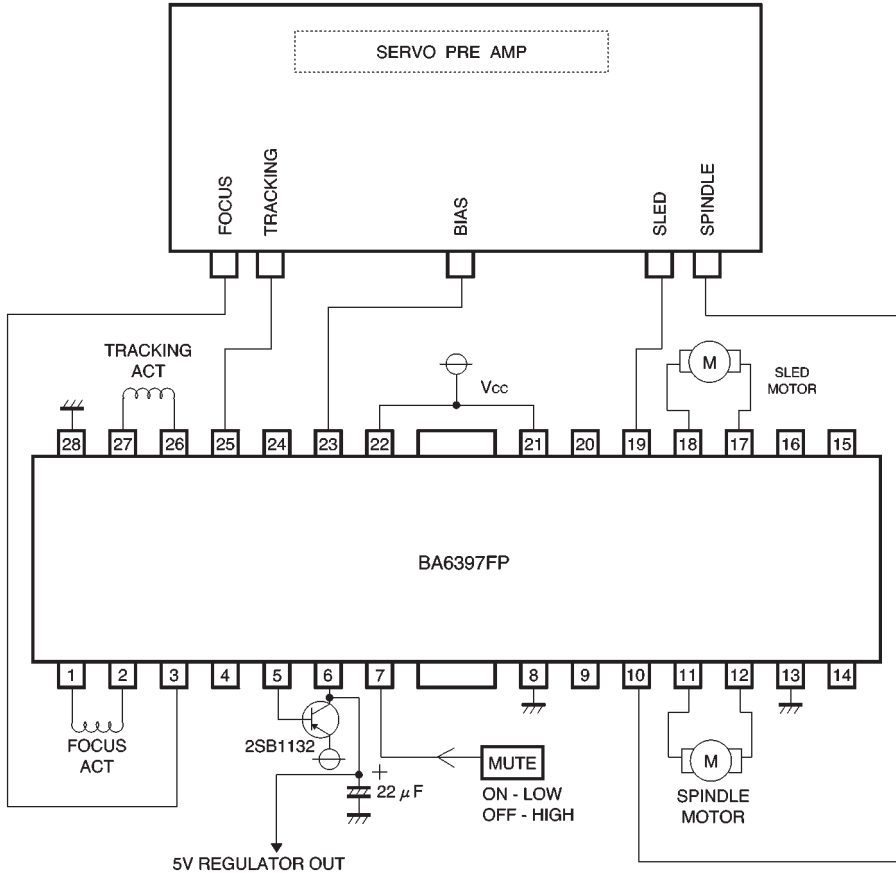 SERVO PRE AMP
FOCUS
TRACKING
BIAS
SLED
SPINDLE
TRACKING
ACT
Vcc
M
SLED
MOTOR
28 27 26 25 24 23 22 21 20 19 18 17 16 15
BA6397FP
1 2 3 4 5 6 7 8 9 10 11 12 13 14
FOCUS
ACT
2SB1132
+
22 μF
MUTE
ON - LOW
OFF - HIGH
M
SPINDLE
MOTOR
5V REGULATOR OUT